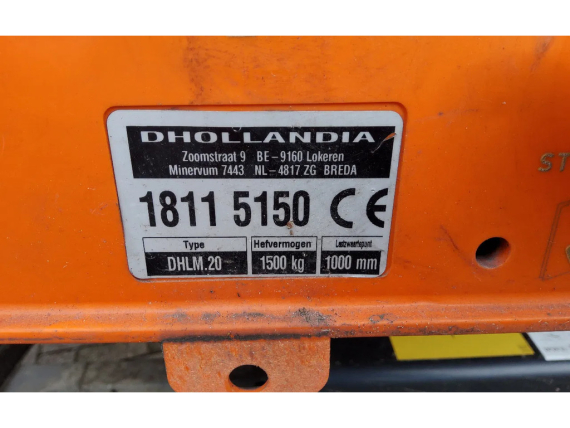 DHOLLANDIA
Zoomstraat 9 BE-9160 Lokeren
Minervum 7443 NL-4817 ZG BREDA
1811 5150 CE
Type Hefvermogen Lastzwaartepunt
DHLM.20 1500 kg 1000 mm
ST